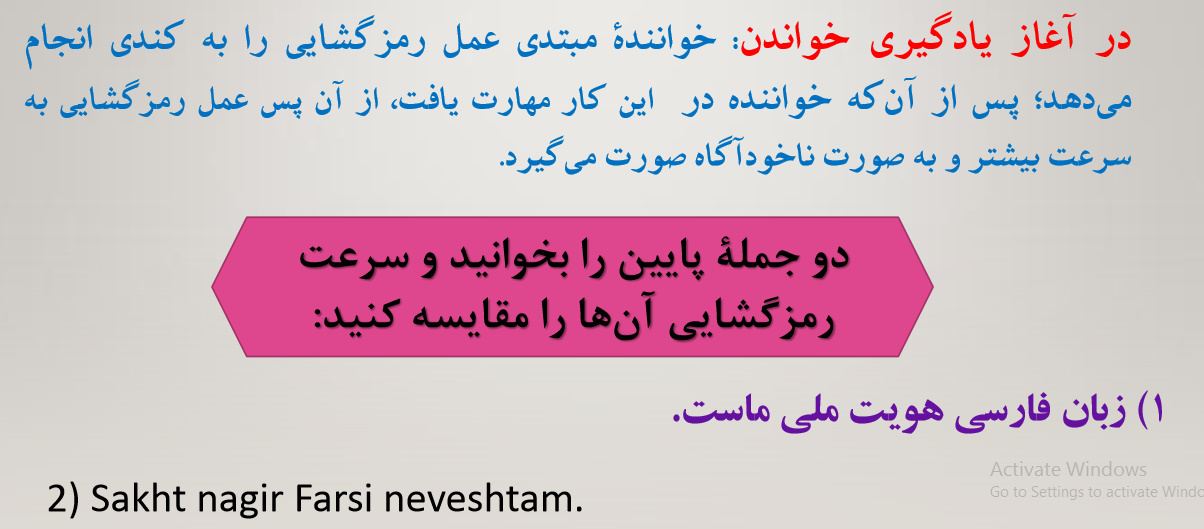 در آغاز یادگیری خواندن: خوانندهٔ مبتدی عمل رمزگشایی را به کندی انجام
می‌دهد؛ پس از آن‌که خواننده در این کار مهارت یافت، از آن پس عمل رمزگشایی به
سرعت بیشتر و به صورت ناخودآگاه صورت می‌گیرد.
دو جملهٔ پایین را بخوانید و سرعت
رمزگشایی آن‌ها را مقایسه کنید:
۱) زبان فارسی هویت ملی ماست.
2) Sakht nagir Farsi neveshtam.
Activate Windows
Go to Settings to activate Windo